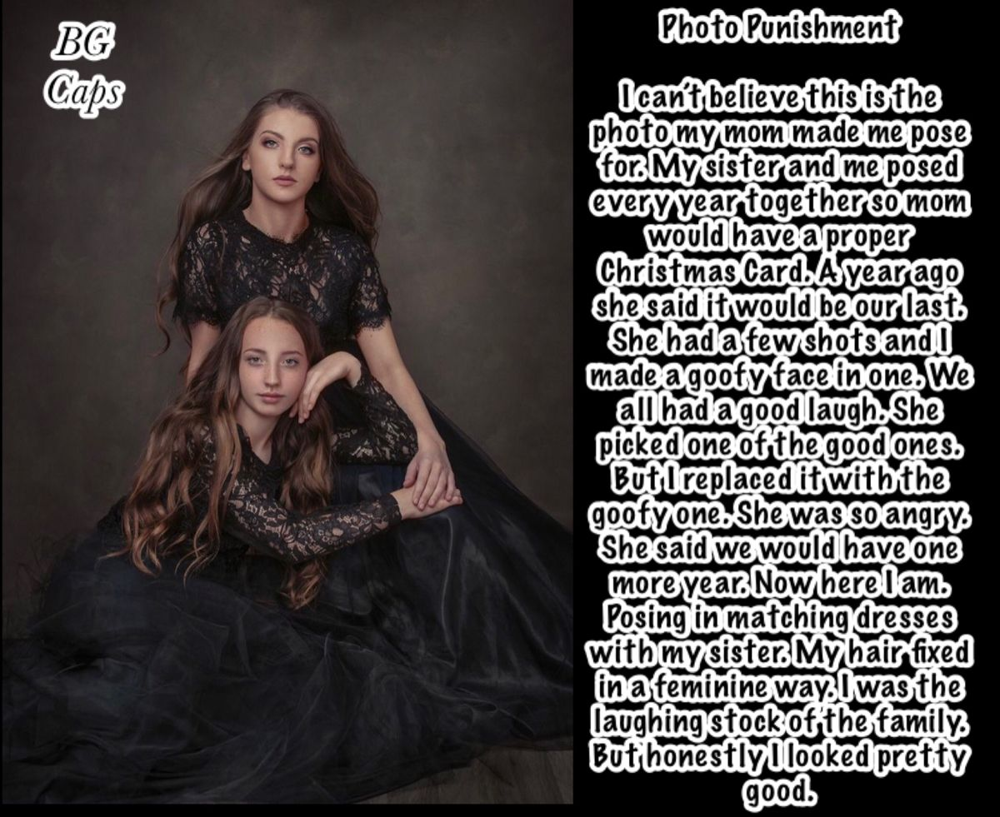 BG
Caps
Photo Punishment
I can't believe this is the
photo my mom made me pose
for. My sister and me posed
every year together so mom
would have a proper
Christmas Card. A year ago
she said it would be our last.
She had a few shots and I
made a goofy face in one. We
all had a good laugh. She
picked one of the good ones.
But I replaced it with the
goofy one. She was so angry.
She said we would have one
more year. Now here I am.
Posing in matching dresses
with my sister. My hair fixed
in a feminine way. I was the
laughing stock of the family.
But honestly I looked pretty
good.